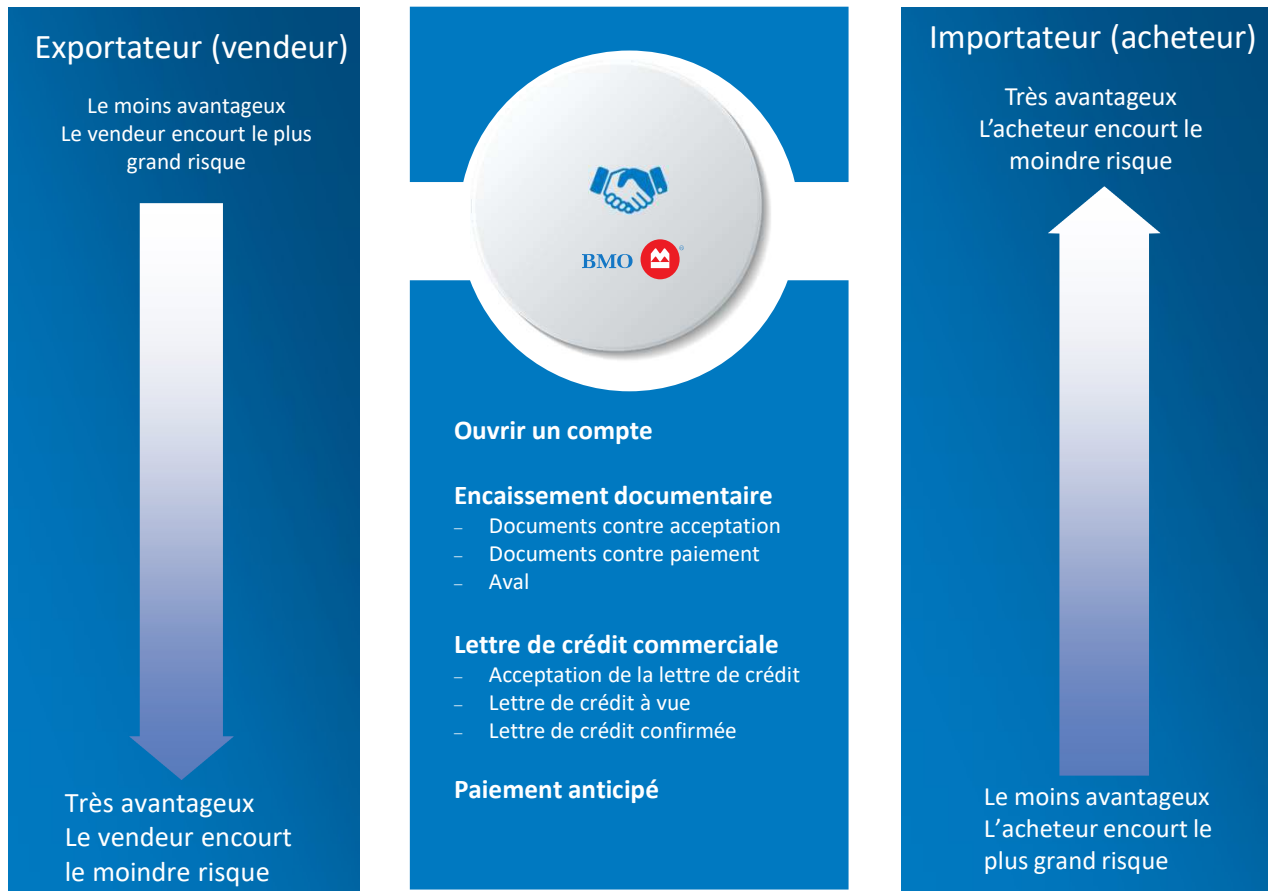 Exportateur (vendeur)
Le moins avantageux
Le vendeur encourt le plus
grand risque
Très avantageux
Le vendeur encourt
le moindre risque
BMO
Ouvrir un compte
Encaissement documentaire
– Documents contre acceptation
– Documents contre paiement
– Aval
Lettre de crédit commerciale
– Acceptation de la lettre de crédit
– Lettre de crédit à vue
– Lettre de crédit confirmée
Paiement anticipé
Importateur (acheteur)
Très avantageux
L’acheteur encourt le
moindre risque
Le moins avantageux
L’acheteur encourt le
plus grand risque